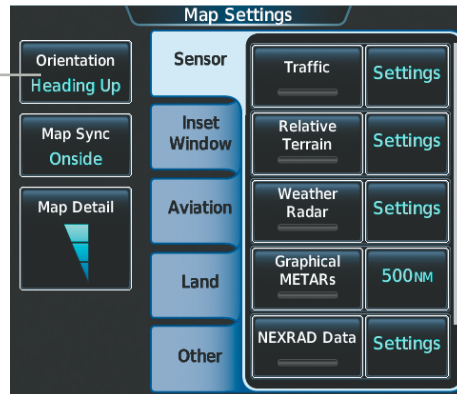 Map Settings
Orientation
Heading Up
Map Sync
Onside
Map Detail
Sensor
Inset
Window
Aviation
Land
Other
Traffic
Settings
Relative
Terrain
Settings
Weather
Radar
Settings
Graphical
METARs
500NM
NEXRAD Data
Settings